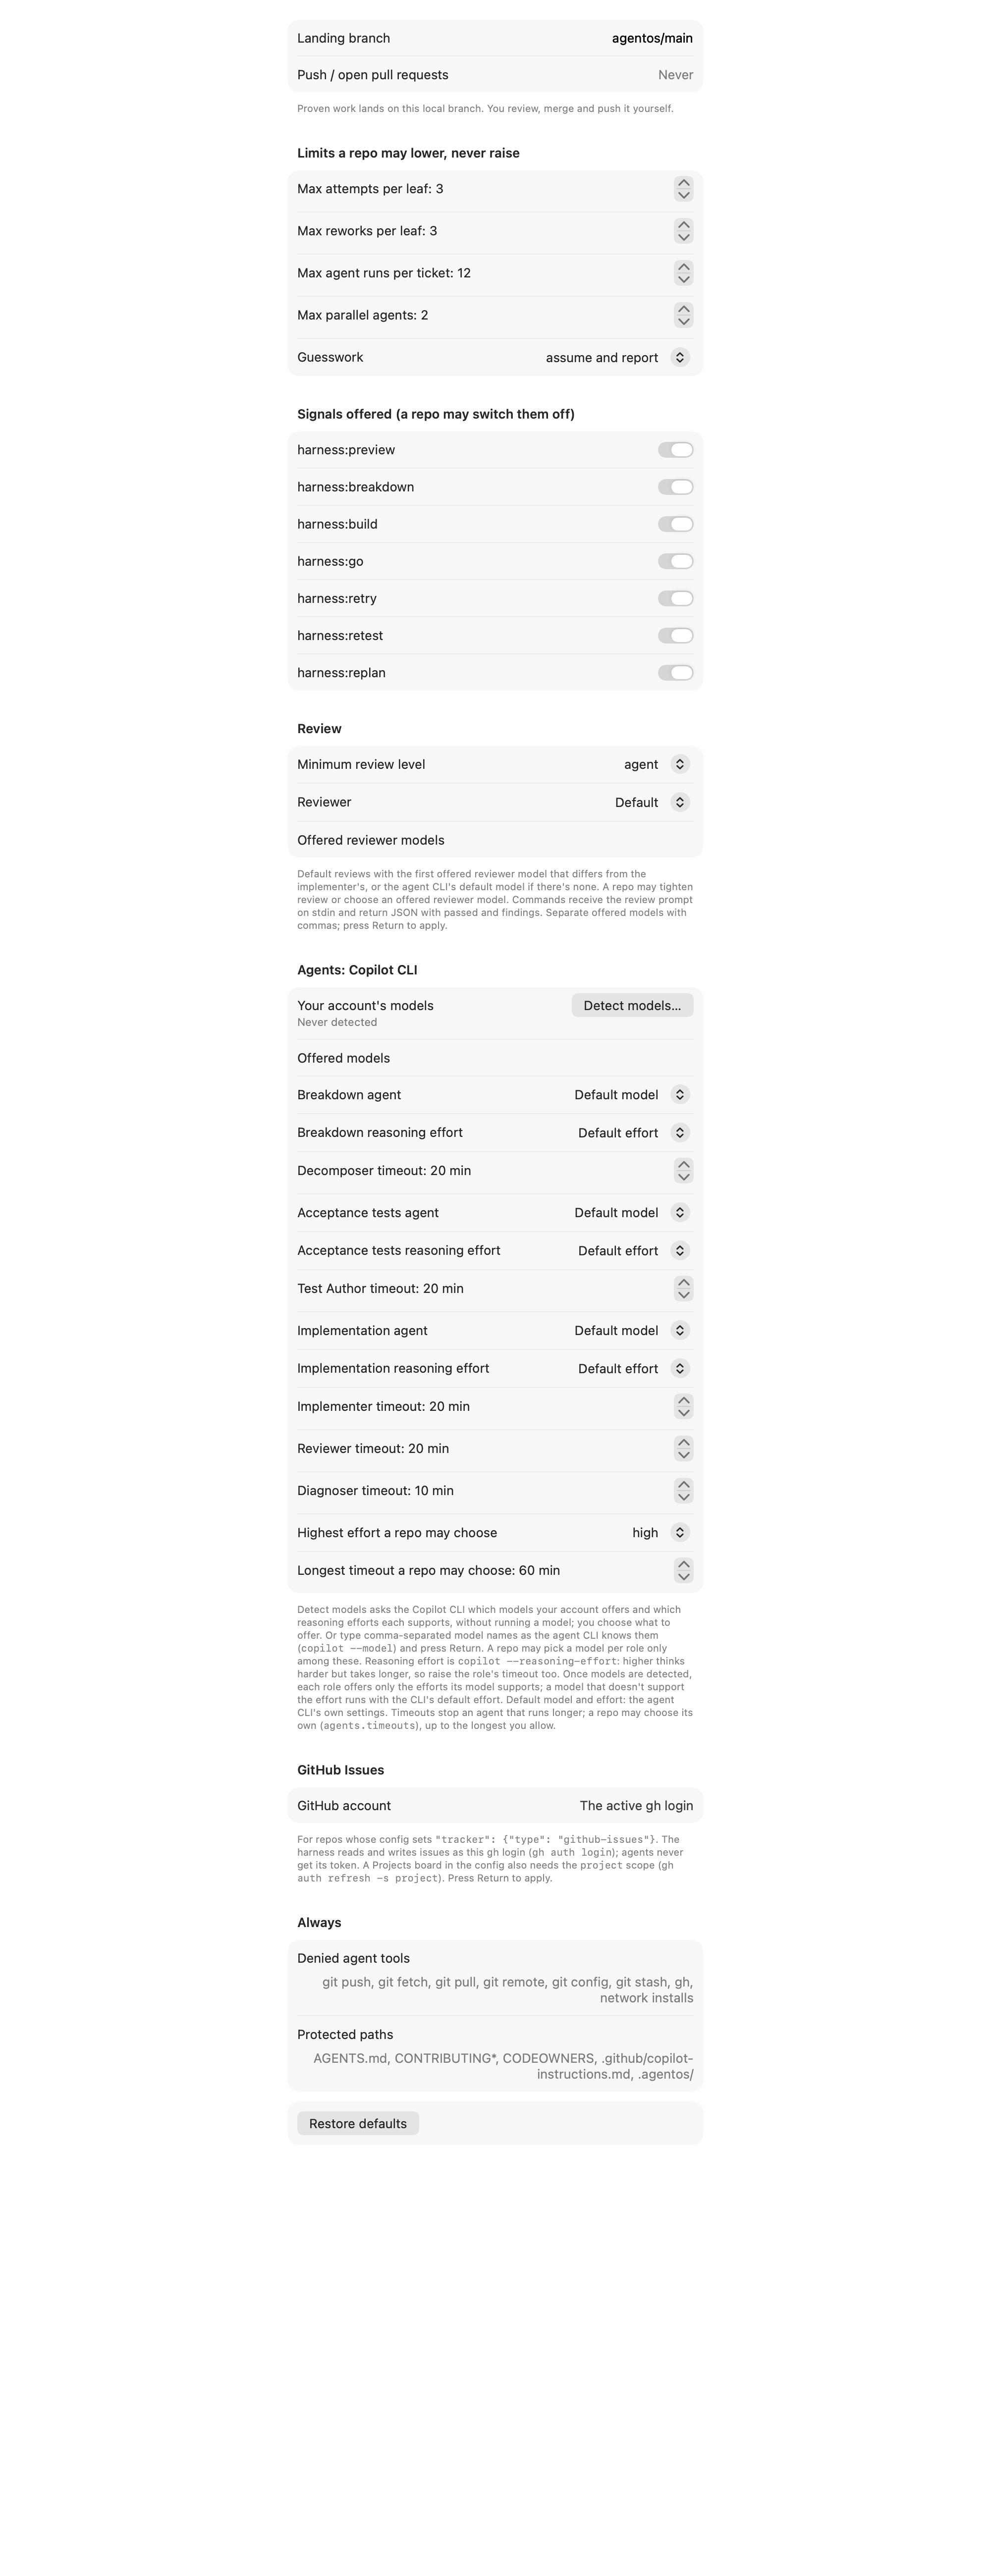 Landing branch agentos/main
Push / open pull requests Never
Proven work lands on this local branch. You review, merge and push it yourself.
Limits a repo may lower, never raise
Max attempts per leaf: 3
Max reworks per leaf: 3
Max agent runs per ticket: 12
Max parallel agents: 2
Guesswork assume and report
Signals offered (a repo may switch them off)
harness:preview
harness:breakdown
harness:build
harness:go
harness:retry
harness:retest
harness:replan
Review
Minimum review level agent
Reviewer Default
Offered reviewer models
Default reviews with the first offered reviewer model that differs from the
implementer's, or the agent CLI's default model if there's none. A repo may tighten
review or choose an offered reviewer model. Commands receive the review prompt
on stdin and return JSON with passed and findings. Separate offered models with
commas; press Return to apply.
Agents: Copilot CLI
Your account's models Detect models...
Never detected
Offered models
Breakdown agent Default model
Breakdown reasoning effort Default effort
Decomposer timeout: 20 min
Acceptance tests agent Default model
Acceptance tests reasoning effort Default effort
Test Author timeout: 20 min
Implementation agent Default model
Implementation reasoning effort Default effort
Implementer timeout: 20 min
Reviewer timeout: 20 min
Diagnoser timeout: 10 min
Highest effort a repo may choose high
Longest timeout a repo may choose: 60 min
Detect models asks the Copilot CLI which models your account offers and which
reasoning efforts each supports, without running a model; you choose what to
offer. Or type comma-separated model names as the agent CLI knows them
(copilot --model) and press Return. A repo may pick a model per role only
among these. Reasoning effort is copilot --reasoning-effort: higher thinks
harder but takes longer, so raise the role's timeout too. Once models are detected,
each role offers only the efforts its model supports; a model that doesn't support
the effort runs with the CLI's default effort. Default model and effort: the agent
CLI's own settings. Timeouts stop an agent that runs longer; a repo may choose its
own (agents.timeouts), up to the longest you allow.
GitHub Issues
GitHub account The active gh login
For repos whose config sets "tracker": {"type": "github-issues"}. The
harness reads and writes issues as this gh login (gh auth login); agents never
get its token. A Projects board in the config also needs the project scope (gh
auth refresh -s project). Press Return to apply.
Always
Denied agent tools
git push, git fetch, git pull, git remote, git config, git stash, gh,
network installs
Protected paths
AGENTS.md, CONTRIBUTING*, CODEOWNERS, .github/copilot-
instructions.md, .agentos/
Restore defaults